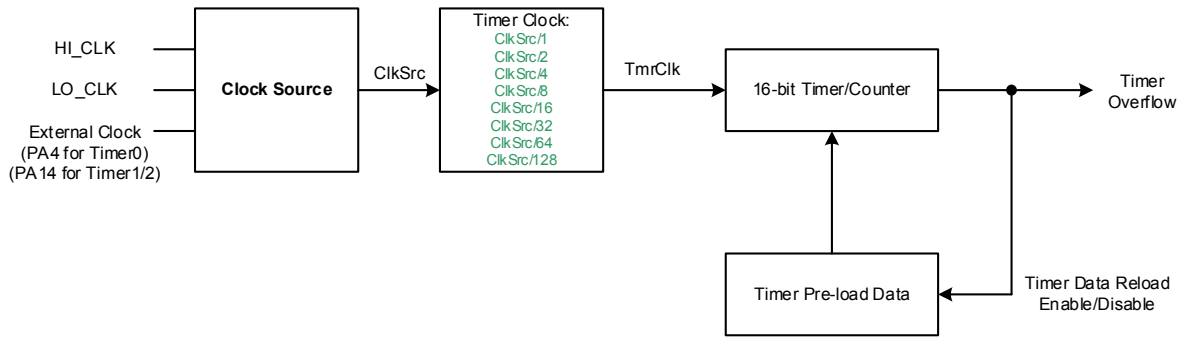 HI_CLK
LO_CLK
External Clock
(PA4 for Timer0)
(PA14 for Timer1/2)
Clock Source
ClkSrc
Timer Clock:
ClkSrc/1
ClkSrc/2
ClkSrc/4
ClkSrc/8
ClkSrc/16
ClkSrc/32
ClkSrc/64
ClkSrc/128
TmrClk
16-bit Timer/Counter
Timer
Overflow
Timer Pre-load Data
Timer Data Reload
Enable/Disable